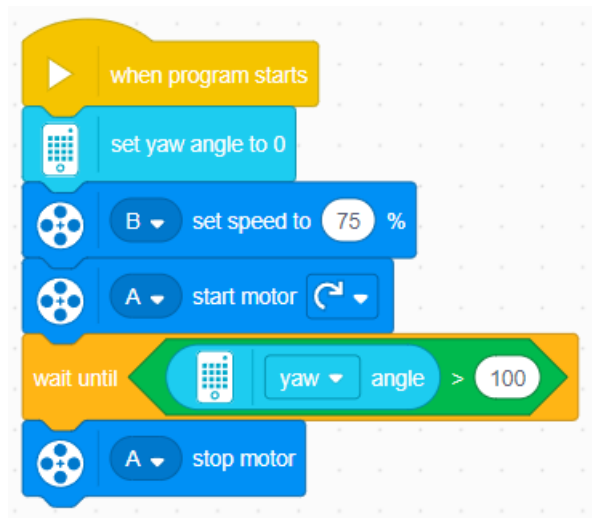 when program starts
set yaw angle to 0
B set speed to 75 %
A start motor
wait until yaw angle > 100
A stop motor